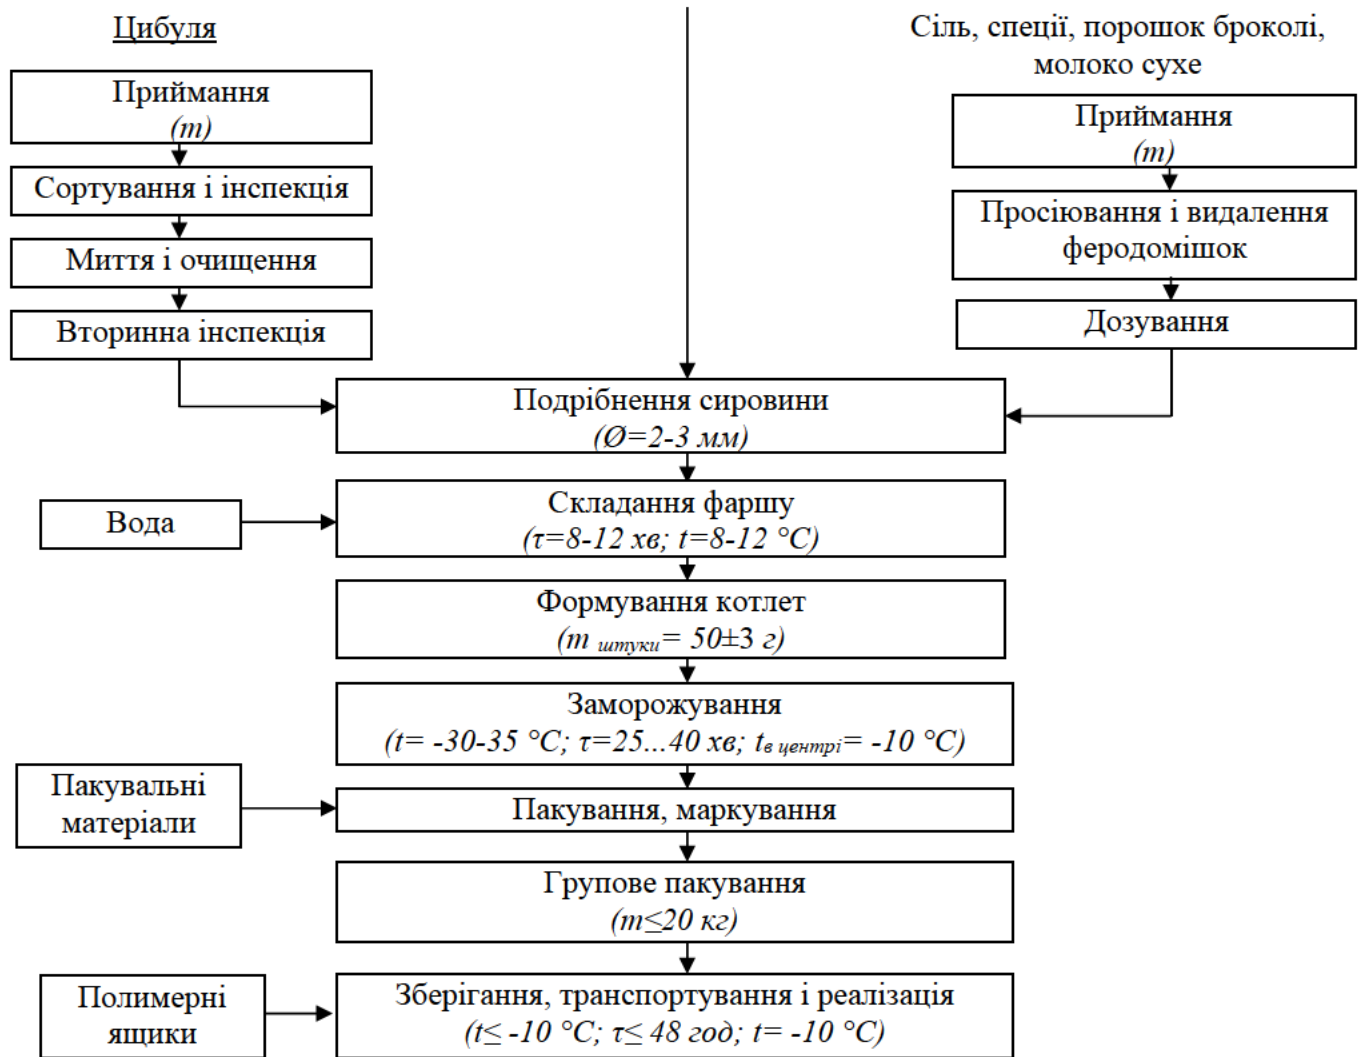 Цибуля
Приймання
(m)
Сортування і інспекція
Миття і очищення
Вторинна інспекція
Сіль, спеції, порошок броколі,
молоко сухе
Приймання
(m)
Просіювання і видалення
феродомішок
Дозування
Подрібнення сировини
(Ø=2-3 мм)
Вода
Складання фаршу
(τ=8-12 хв; t=8-12 °C)
Формування котлет
(m штуки= 50±3 г)
Заморожування
(t= -30-35 °C; τ=25...40 хв; tв центрі= -10 °C)
Пакувальні
матеріали
Пакування, маркування
Групове пакування
(m≤20 кг)
Полимерні
ящики
Зберігання, транспортування і реалізація
(t≤ -10 °C; τ≤ 48 год; t= -10 °C)